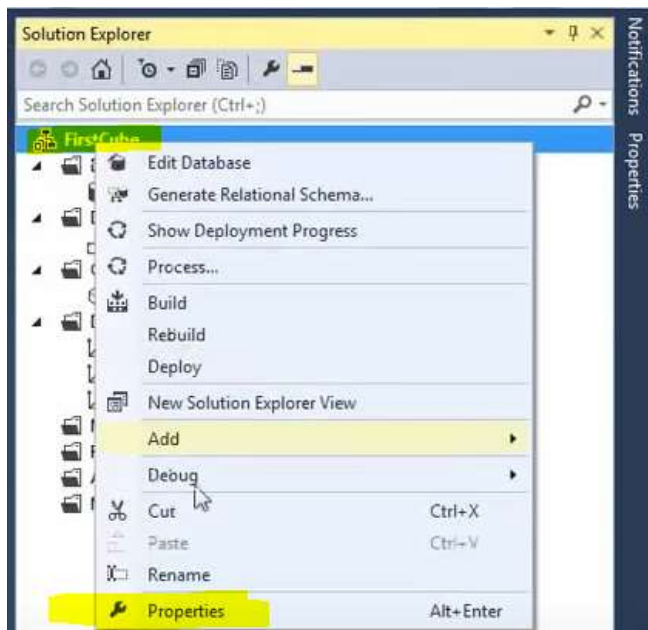 Solution Explorer
Search Solution Explorer (Ctrl+;)
FirstCube
Edit Database
Generate Relational Schema...
Show Deployment Progress
Process...
Build
Rebuild
Deploy
New Solution Explorer View
Add
Debug
Cut Ctrl+X
Paste Ctrl+V
Rename
Properties Alt+Enter
Notifications
Properties